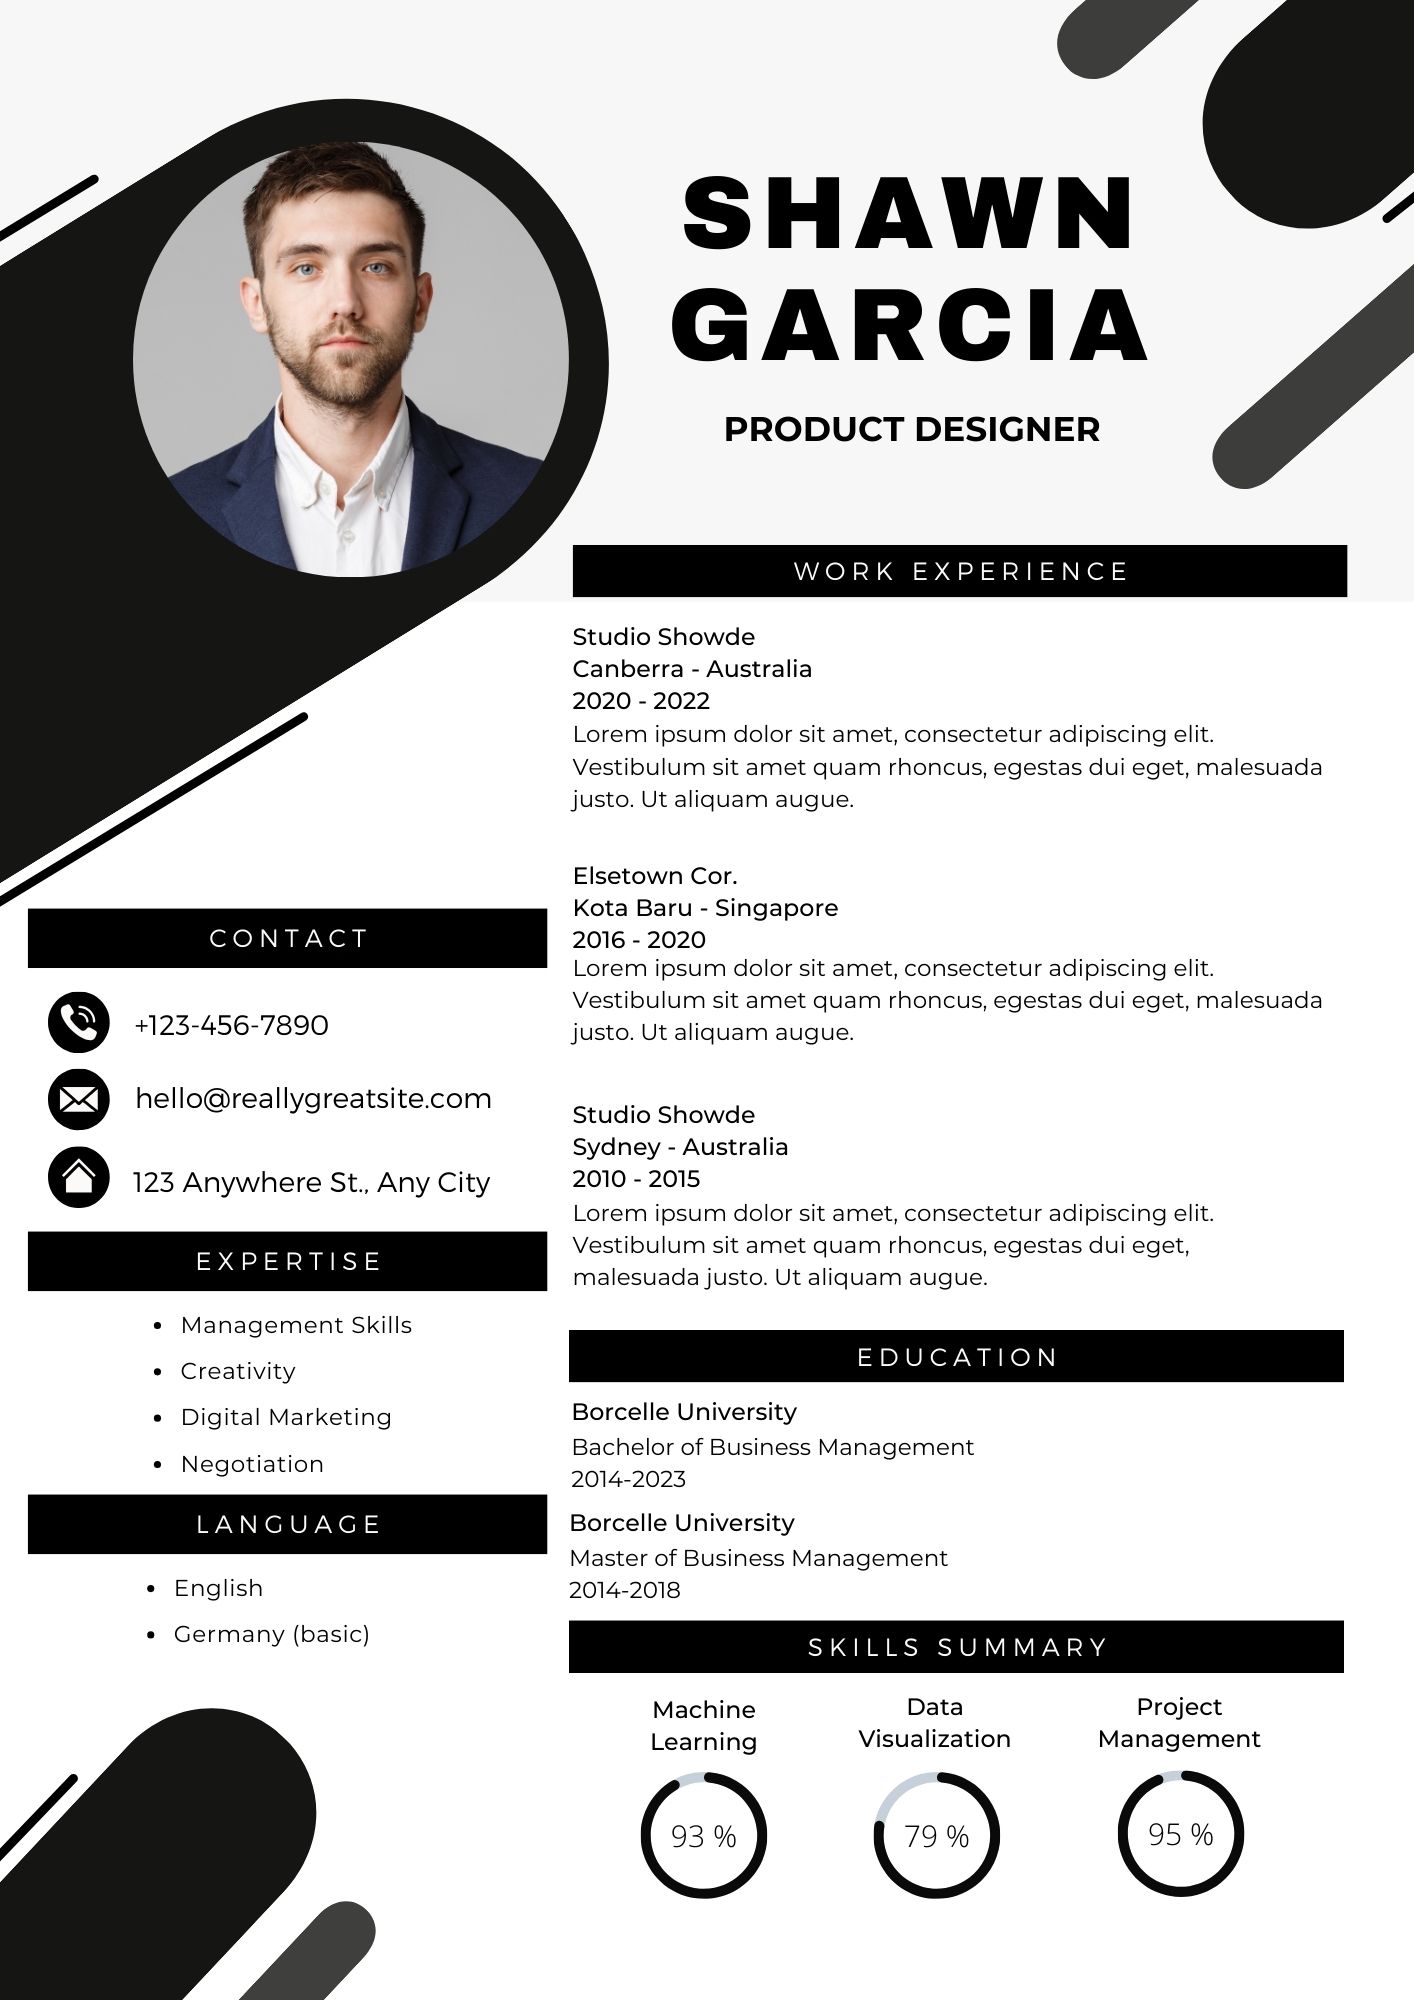 SHAWN
GARCIA
PRODUCT DESIGNER
WORK EXPERIENCE
Studio Showde
Canberra - Australia
2020 - 2022
Lorem ipsum dolor sit amet, consectetur adipiscing elit.
Vestibulum sit amet quam rhoncus, egestas dui eget, malesuada
justo. Ut aliquam augue.
Elsetown Cor.
Kota Baru - Singapore
2016 - 2020
Lorem ipsum dolor sit amet, consectetur adipiscing elit.
Vestibulum sit amet quam rhoncus, egestas dui eget, malesuada
justo. Ut aliquam augue.
Studio Showde
Sydney - Australia
2010 - 2015
Lorem ipsum dolor sit amet, consectetur adipiscing elit.
Vestibulum sit amet quam rhoncus, egestas dui eget,
malesuada justo. Ut aliquam augue.
CONTACT
+123-456-7890
hello@reallygreatsite.com
123 Anywhere St., Any City
EXPERTISE
• Management Skills
• Creativity
• Digital Marketing
• Negotiation
LANGUAGE
• English
• Germany (basic)
EDUCATION
Borcelle University
Bachelor of Business Management
2014-2023
Borcelle University
Master of Business Management
2014-2018
SKILLS SUMMARY
Machine
Learning
93 %
Data
Visualization
79 %
Project
Management
95 %